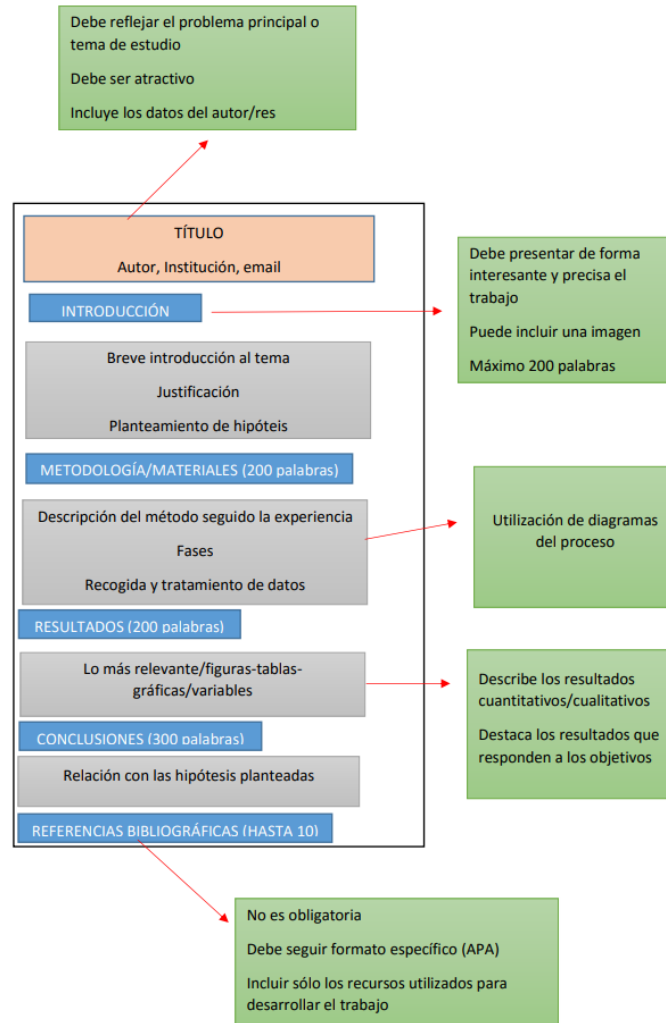 Debe reflejar el problema principal o
tema de estudio
Debe ser atractivo
Incluye los datos del autor/res
TÍTULO
Autor, Institución, email
INTRODUCCIÓN
Debe presentar de forma
interesante y precisa el
trabajo
Puede incluir una imagen
Máximo 200 palabras
Breve introducción al tema
Justificación
Planteamiento de hipóteis
METODOLOGÍA/MATERIALES (200 palabras)
Descripción del método seguido la experiencia
Fases
Recogida y tratamiento de datos
Utilización de diagramas
del proceso
RESULTADOS (200 palabras)
Lo más relevante/figuras-tablas-
gráficas/variables
Describe los resultados
cuantitativos/cualitativos
Destaca los resultados que
responden a los objetivos
CONCLUSIONES (300 palabras)
Relación con las hipótesis planteadas
REFERENCIAS BIBLIOGRÁFICAS (HASTA 10)
No es obligatoria
Debe seguir formato específico (APA)
Incluir sólo los recursos utilizados para
desarrollar el trabajo